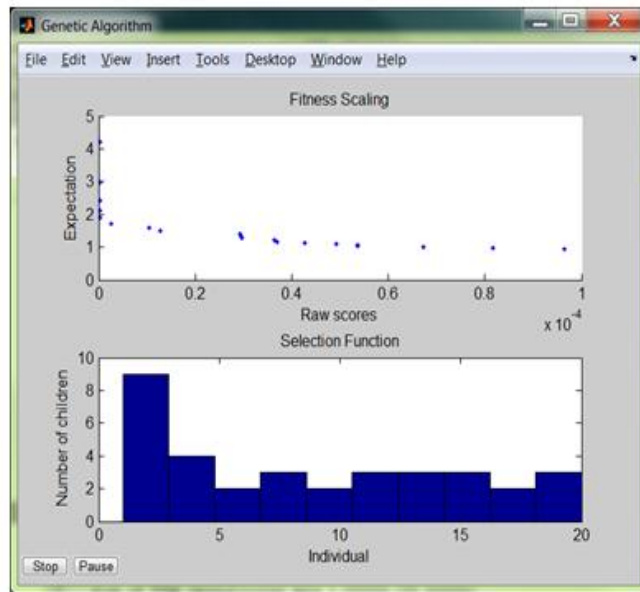 Genetic Algorithm
File Edit View Insert Tools Desktop Window Help
Fitness Scaling
5
4
3
2
1
0
Expectation
0 0.2 0.4 0.6 0.8 1
Raw scores
x 10^-4
Selection Function
10
8
6
4
2
0
Number of children
0 5 10 15 20
Individual
Stop Pause